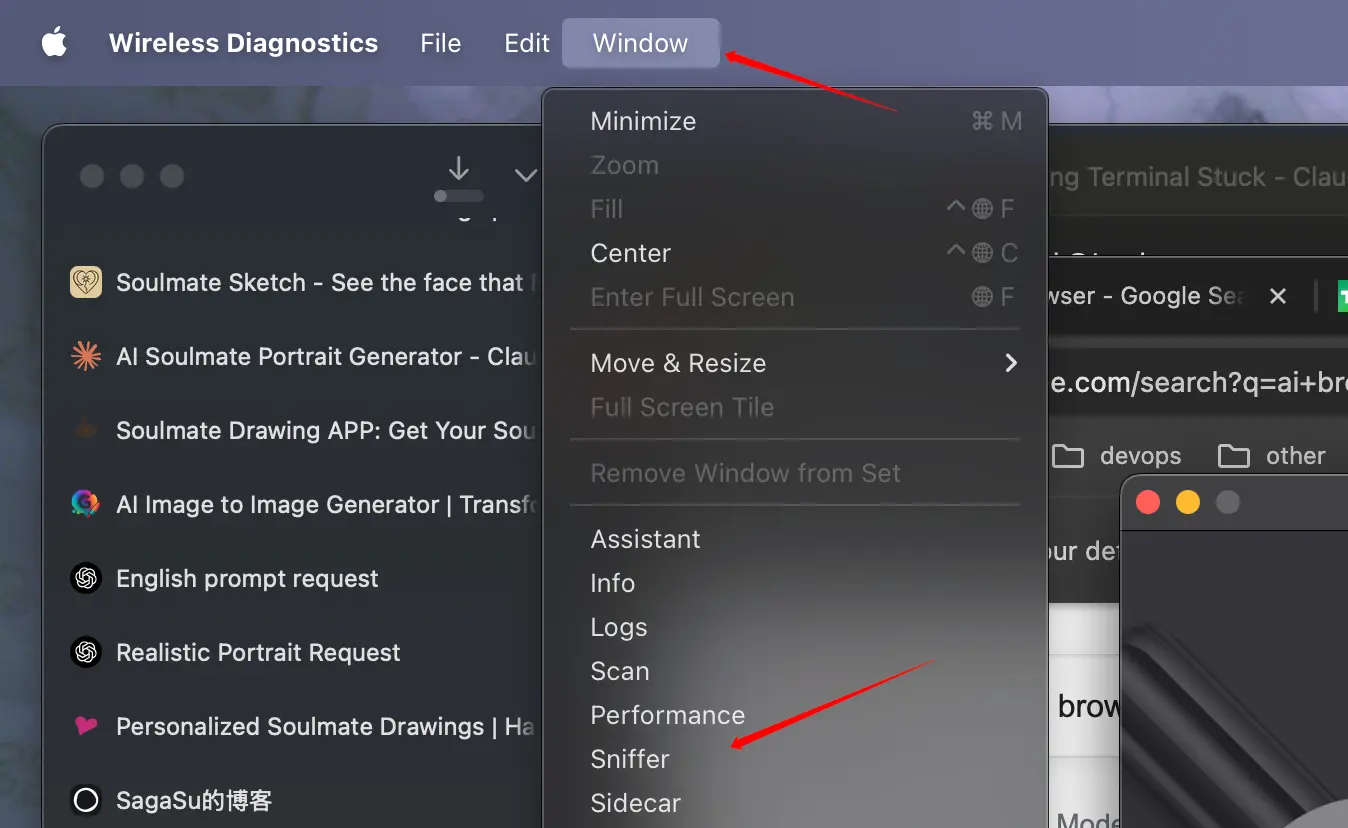 Wireless Diagnostics File Edit Window
Minimize ⌘ M
Zoom
Fill ^ F
Center ^ C
Enter Full Screen F
Move & Resize
Full Screen Tile
Remove Window from Set
Assistant
Info
Logs
Scan
Performance
Sniffer
Sidecar
Soulmate Sketch - See the face that
AI Soulmate Portrait Generator - Clau
Soulmate Drawing APP: Get Your Sou
AI Image to Image Generator | Transfo
English prompt request
Realistic Portrait Request
Personalized Soulmate Drawings | Ha
SagaSu的博客
ng Terminal Stuck - Clau
wser - Google Sea
e.com/search?q=ai+bro
devops other
our det
brow
Mode